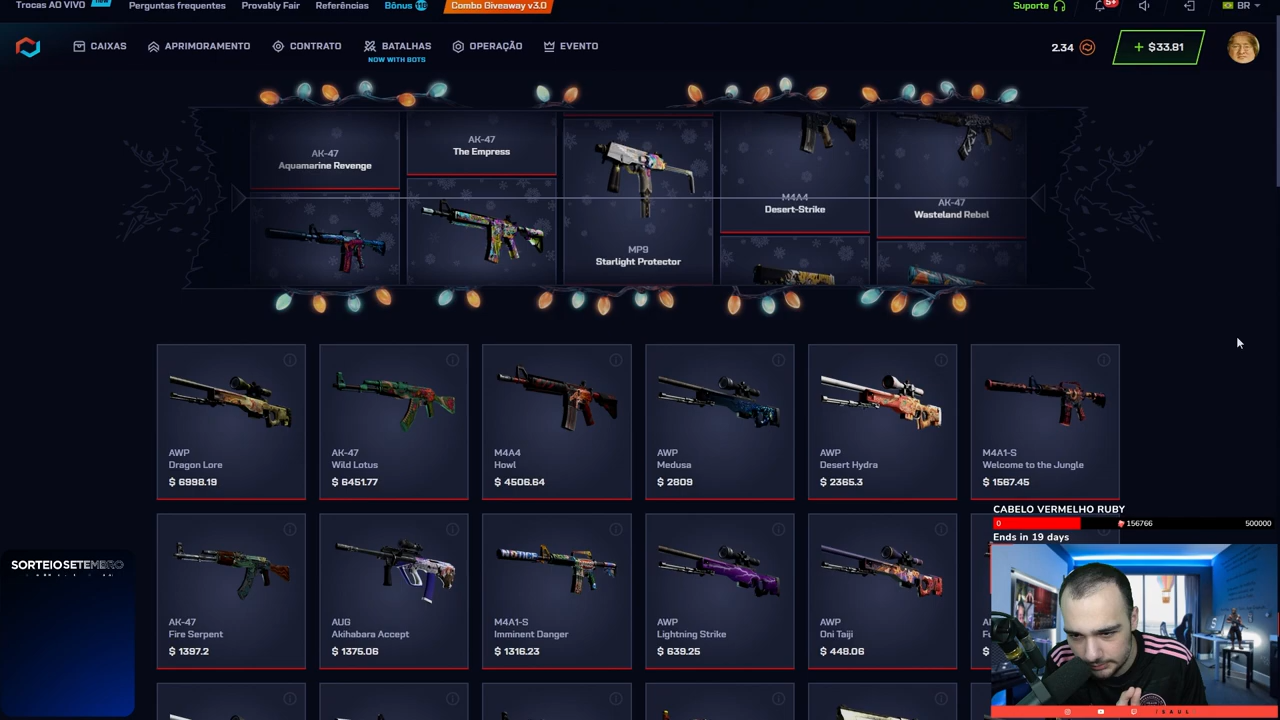 Trocas AO VIVO
Perguntas frequentes
Provably Fair
Referências
Bônus
Combo Giveaway v3.0
Suporte
5+
BR
CAIXAS
APRIMORAMENTO
CONTRATO
BATALHAS
NOW WITH BOTS
OPERAÇÃO
EVENTO
2.34
+ $33.81
AK-47
Aquamarine Revenge
AK-47
The Empress
MP9
Starlight Protector
M4A4
Desert-Strike
AK-47
Wasteland Rebel
AWP
Dragon Lore
$ 6998.19
AK-47
Wild Lotus
$ 6451.77
M4A4
Howl
$ 4506.64
AWP
Medusa
$ 2809
AWP
Desert Hydra
$ 2365.3
M4A1-S
Welcome to the Jungle
$ 1567.45
AK-47
Fire Serpent
$ 1397.2
AUG
Akihabara Accept
$ 1375.06
M4A1-S
Imminent Danger
$ 1316.23
AWP
Lightning Strike
$ 639.25
AWP
Oni Taiji
$ 448.06
$
CABELO VERMELHO RUBY
0
156766
500000
Ends in 19 days
SORTEIOSETEMBRO
/SAUL